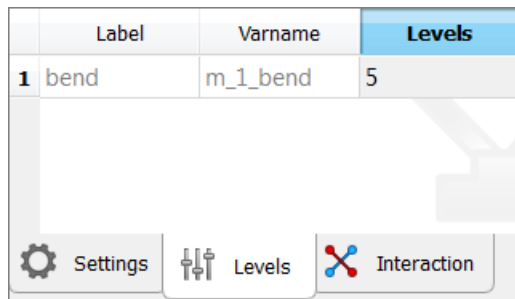 Label Varname Levels
1 bend m_1_bend 5
Settings Levels Interaction